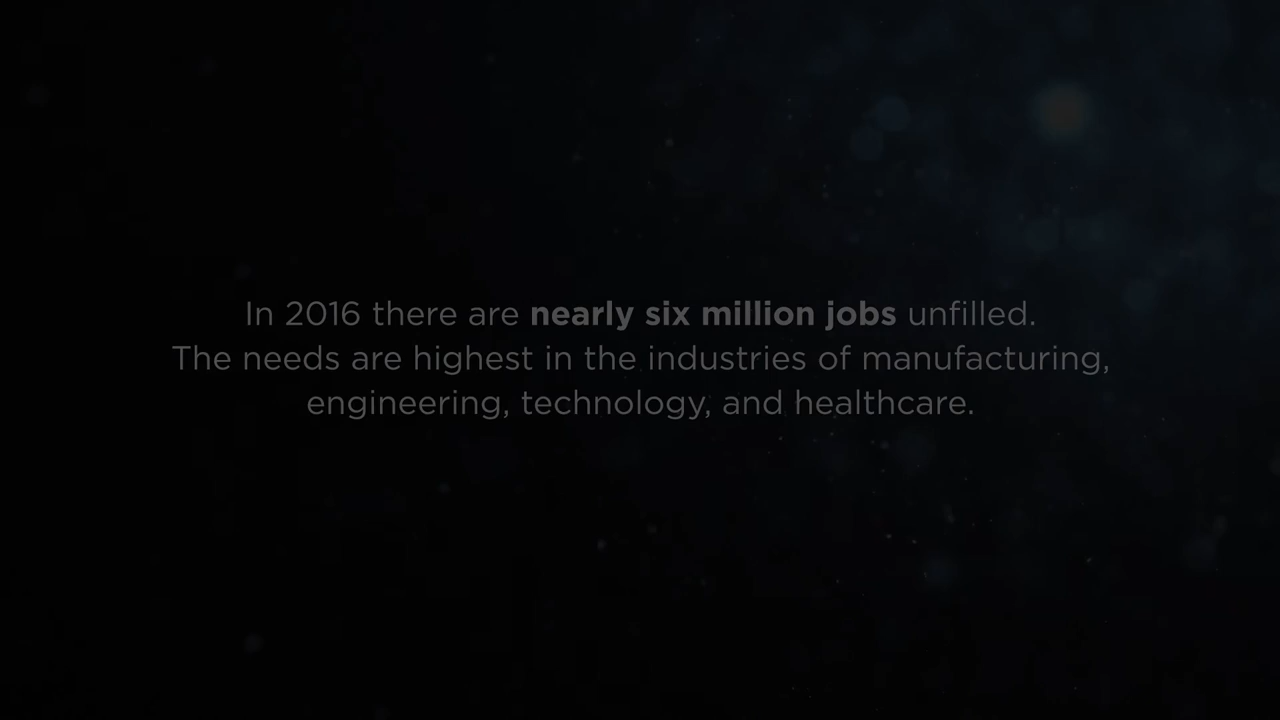 In 2016 there are nearly six million jobs unfilled.
The needs are highest in the industries of manufacturing,
engineering, technology, and healthcare.